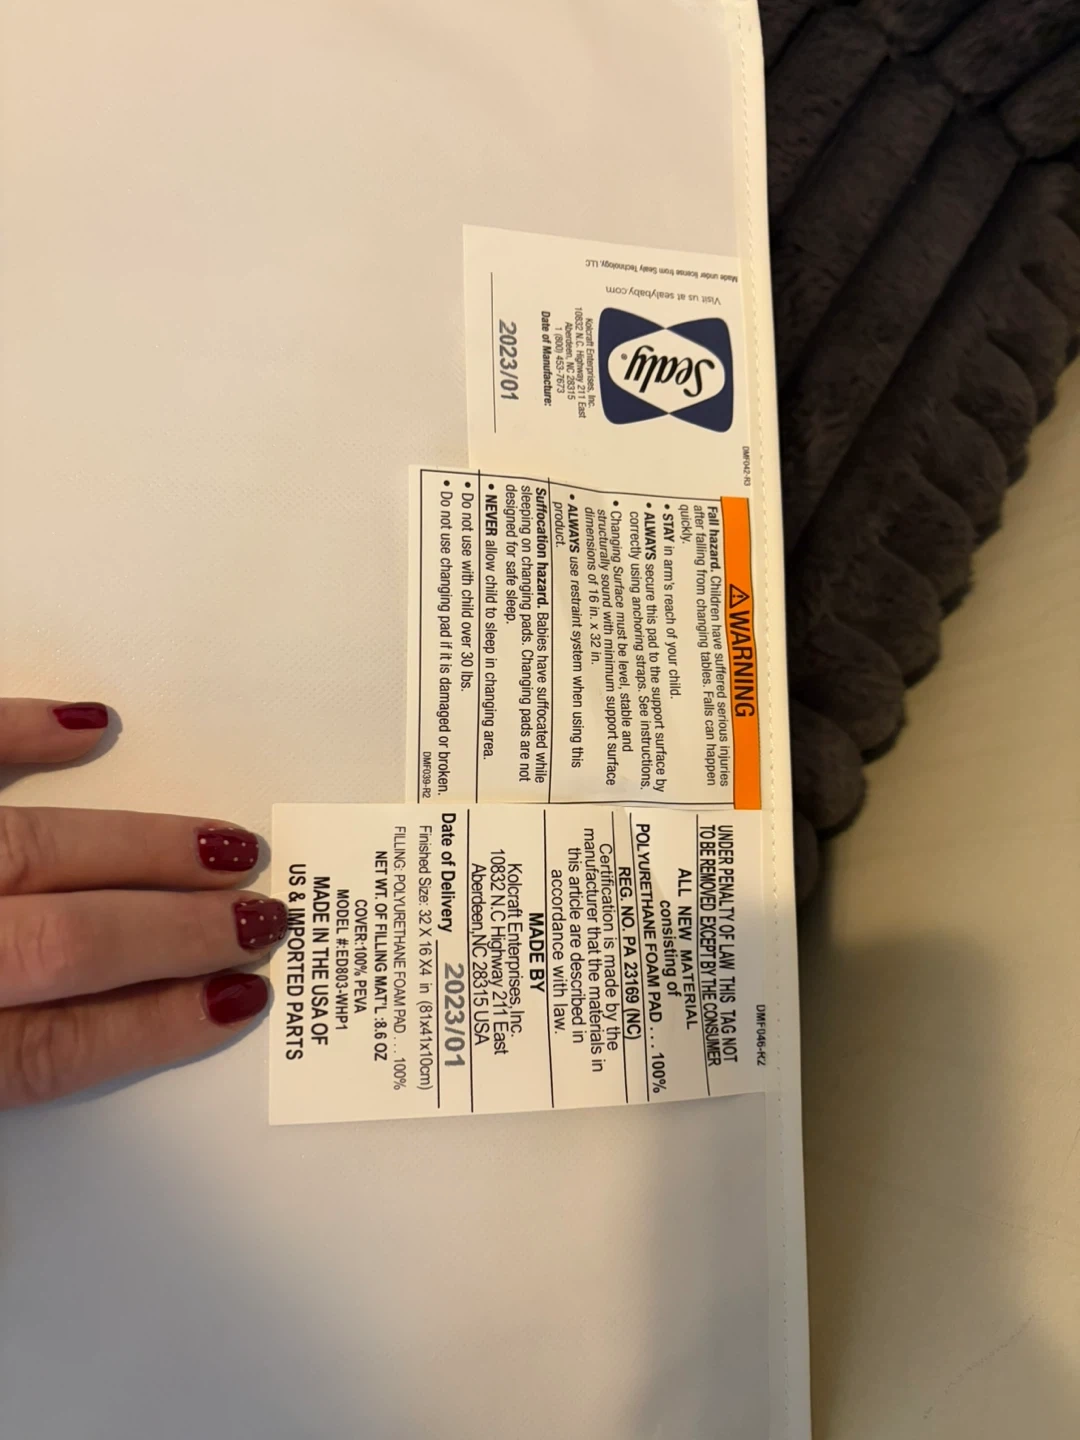 Made under license from Sealy Technology, LLC
Visit us at sealybaby.com
Sealy®
Kolcraft Enterprises, Inc.
10832 N.C. Highway 211 East
Aberdeen, NC 28315
1 (800) 453-7673
Date of Manufacture:
2023/01
DMF042-R3
⚠WARNING
Fall hazard. Children have suffered serious injuries
after falling from changing tables. Falls can happen
quickly.
• STAY in arm's reach of your child.
• ALWAYS secure this pad to the support surface by
correctly using anchoring straps. See instructions.
• Changing Surface must be level, stable and
structurally sound with minimum support surface
dimensions of 16 in. x 32 in.
• ALWAYS use restraint system when using this
product.
Suffocation hazard. Babies have suffocated while
sleeping on changing pads. Changing pads are not
designed for safe sleep.
• NEVER allow child to sleep in changing area.
• Do not use with child over 30 lbs.
• Do not use changing pad if it is damaged or broken.
DMF039-R2
DMF046-R2
UNDER PENALTY OF LAW THIS TAG NOT
TO BE REMOVED EXCEPT BY THE CONSUMER
ALL NEW MATERIAL
consisting of
POLYURETHANE FOAM PAD . . . 100%
REG. NO. PA 23169 (NC)
Certification is made by the
manufacturer that the materials in
this article are described in
accordance with law.
MADE BY
Kolcraft Enterprises,Inc.
10832 N.C Highway 211 East
Aberdeen,NC 28315 USA
Date of Delivery 2023/01
Finished Size: 32 X 16 X4 in (81x41x10cm)
FILLING: POLYURETHANE FOAM PAD . . . 100%
NET WT. OF FILLING MAT'L :8.6 OZ
COVER:100% PEVA
MODEL #:ED803-WHP1
MADE IN THE USA OF
US & IMPORTED PARTS